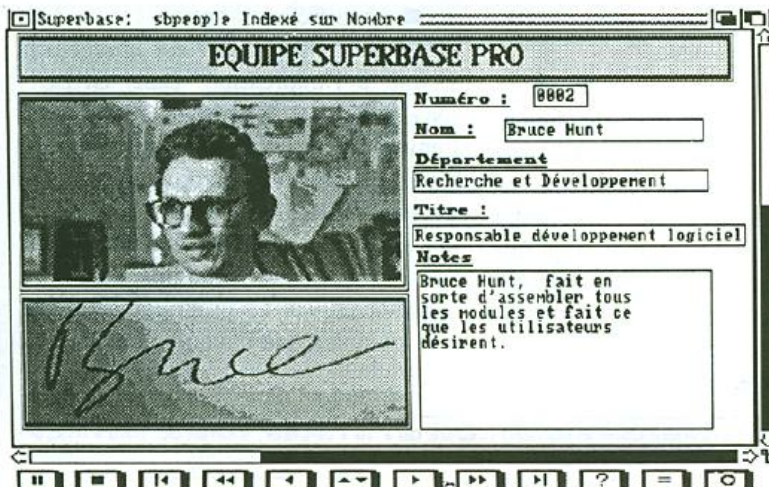 Superbase: sbpeople Indexé sur Nombre
EQUIPE SUPERBASE PRO
Numéro : 0002
Nom : Bruce Hunt
Département
Recherche et Développement
Titre :
Responsable développement logiciel
Notes
Bruce Hunt, fait en
sorte d'assembler tous
les modules et fait ce
que les utilisateurs
désirent.
Bruce